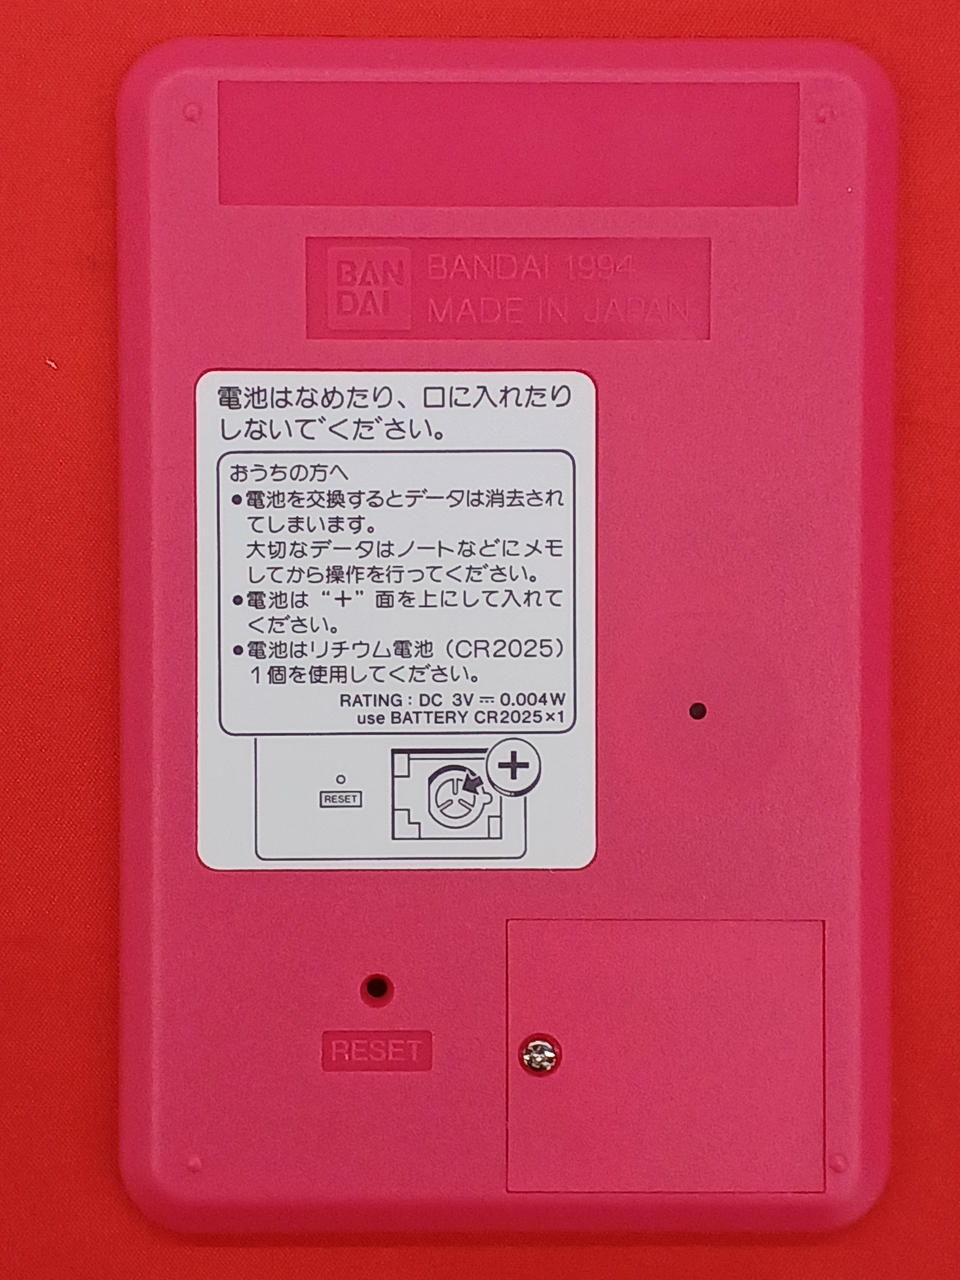 BAN
DAI
BANDAI 1994
MADE IN JAPAN
電池はなめたり、口に入れたり
しないでください。
おうちの方へ
●電池を交換するとデータは消去され
てしまいます。
大切なデータはノートなどにメモ
してから操作を行ってください。
●電池は“＋”面を上にして入れて
ください。
●電池はリチウム電池（CR2025）
1個を使用してください。
RATING : DC 3V ⎓ 0.004W
use BATTERY CR2025×1
+
RESET
RESET